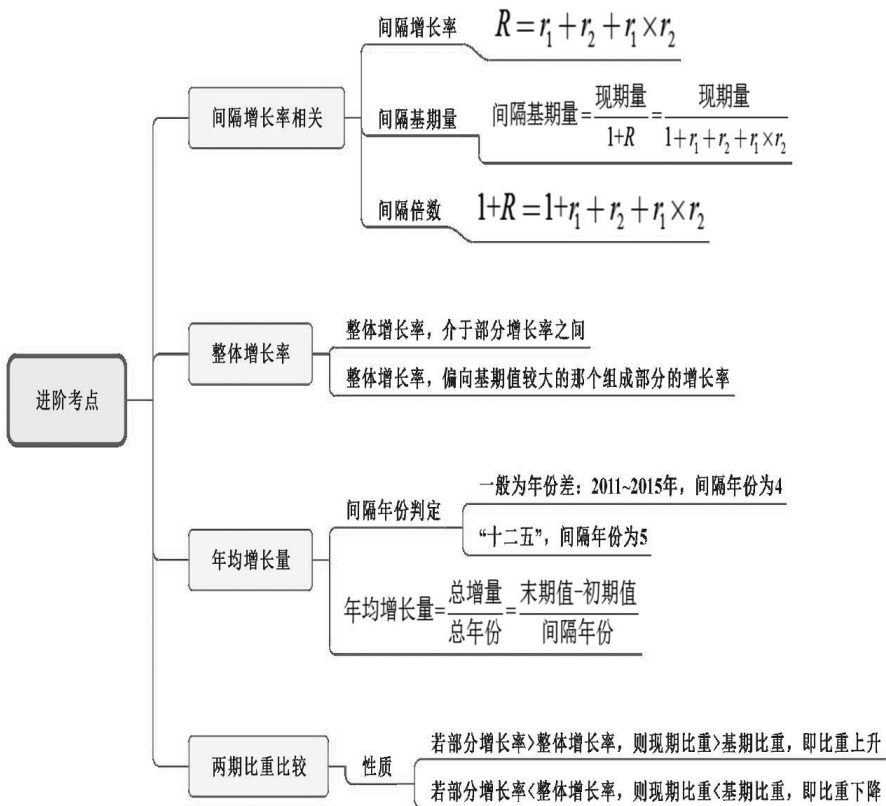 进阶考点
间隔增长率相关
间隔增长率
R=r₁+r₂+r₁×r₂
间隔基期量
间隔基期量=现期量/1+R=现期量/1+r₁+r₂+r₁×r₂
间隔倍数
1+R=1+r₁+r₂+r₁×r₂
整体增长率
整体增长率，介于部分增长率之间
整体增长率，偏向基期值较大的那个组成部分的增长率
年均增长量
间隔年份判定
一般为年份差：2011~2015年，间隔年份为4
“十二五”，间隔年份为5
年均增长量=总增量/总年份=末期值-初期值/间隔年份
两期比重比较
性质
若部分增长率>整体增长率，则现期比重>基期比重，即比重上升
若部分增长率<整体增长率，则现期比重<基期比重，即比重下降